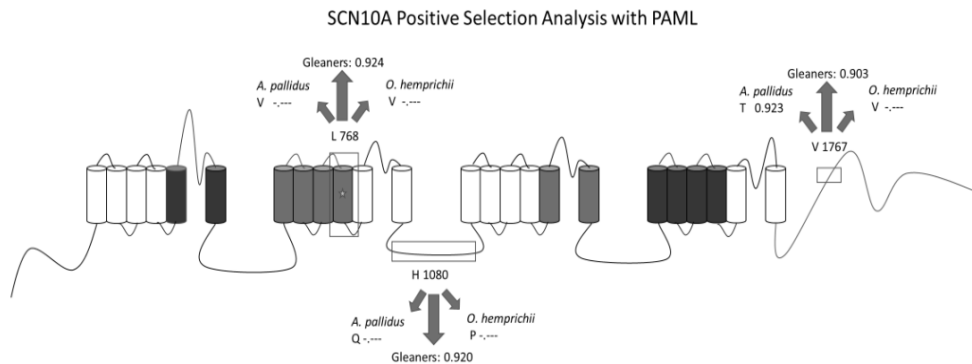 SCN10A Positive Selection Analysis with PAML
Gleaners: 0.924
A. pallidus
V -.---
O. hemprichii
V -.---
L 768
Gleaners: 0.903
A. pallidus
T 0.923
O. hemprichii
V -.---
V 1767
H 1080
A. pallidus
Q -.---
O. hemprichii
P -.---
Gleaners: 0.920